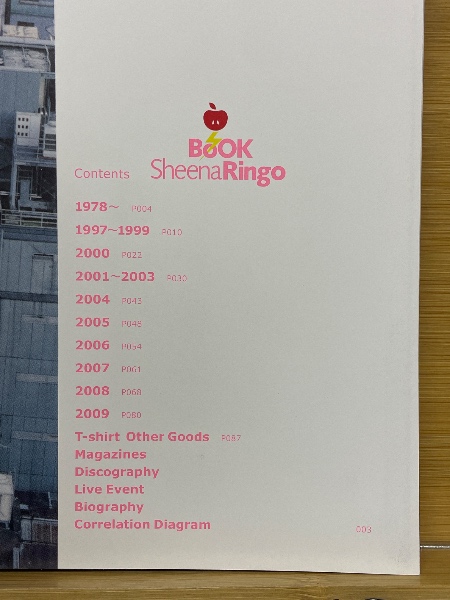 BOOK
SheenaRingo
Contents
1978～ P004
1997～1999 P010
2000 P022
2001～2003 P030
2004 P043
2005 P048
2006 P054
2007 P061
2008 P068
2009 P080
T-shirt Other Goods P087
Magazines
Discography
Live Event
Biography
Correlation Diagram
003